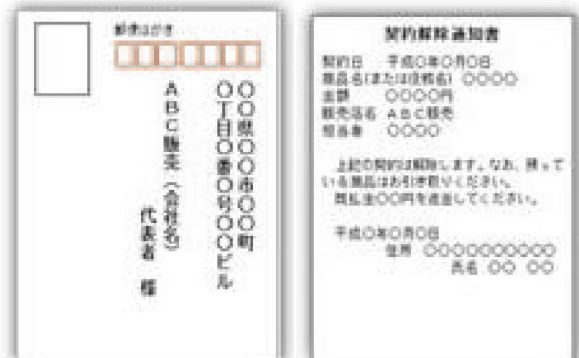 郵便はがき
〇〇県〇〇市〇〇町
〇丁目〇番〇号〇〇ビル
ABC販売（会社名）
代表者 様
契約解除通知書
契約日 平成〇年〇月〇日
商品名(または役務名) 〇〇〇〇
金額 〇〇〇〇円
販売店名 ABC販売
担当者 〇〇〇〇
上記の契約は解除します。なお、残って
いる商品はお引き取りください。
既払金〇〇円を返金してください。
平成〇年〇月〇日
住所 〇〇〇〇〇〇〇〇〇〇
氏名 〇〇 〇〇